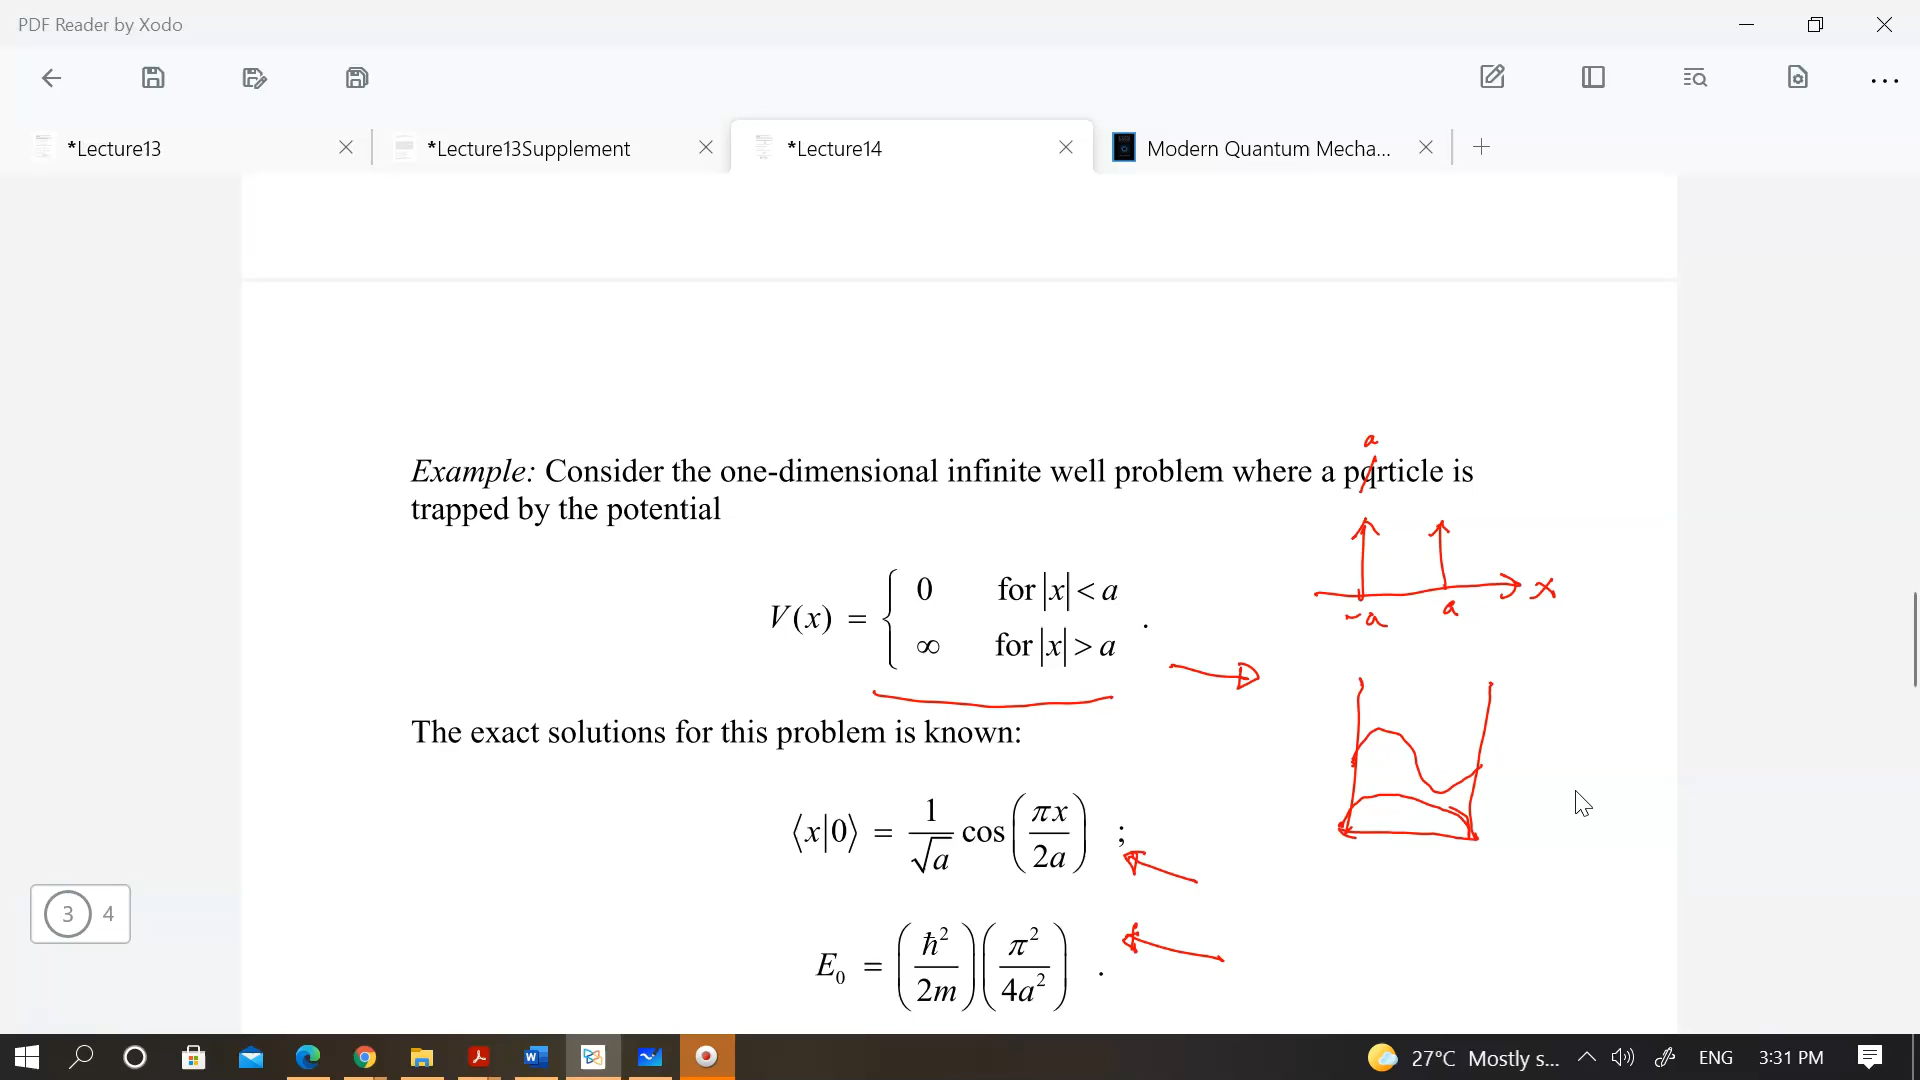 PDF Reader by Xodo
*Lecture13
*Lecture13Supplement
*Lecture14
Modern Quantum Mecha...
a
Example: Consider the one-dimensional infinite well problem where a pqrticle is
trapped by the potential
V(x) = { 0 for |x| < a
∞ for |x| > a .
x
-a a
The exact solutions for this problem is known:
⟨x|0⟩ = 1/√a cos(πx/2a) ;
E₀ = (ℏ²/2m)(π²/4a²) .
3 4
27°C Mostly s... ENG 3:31 PM